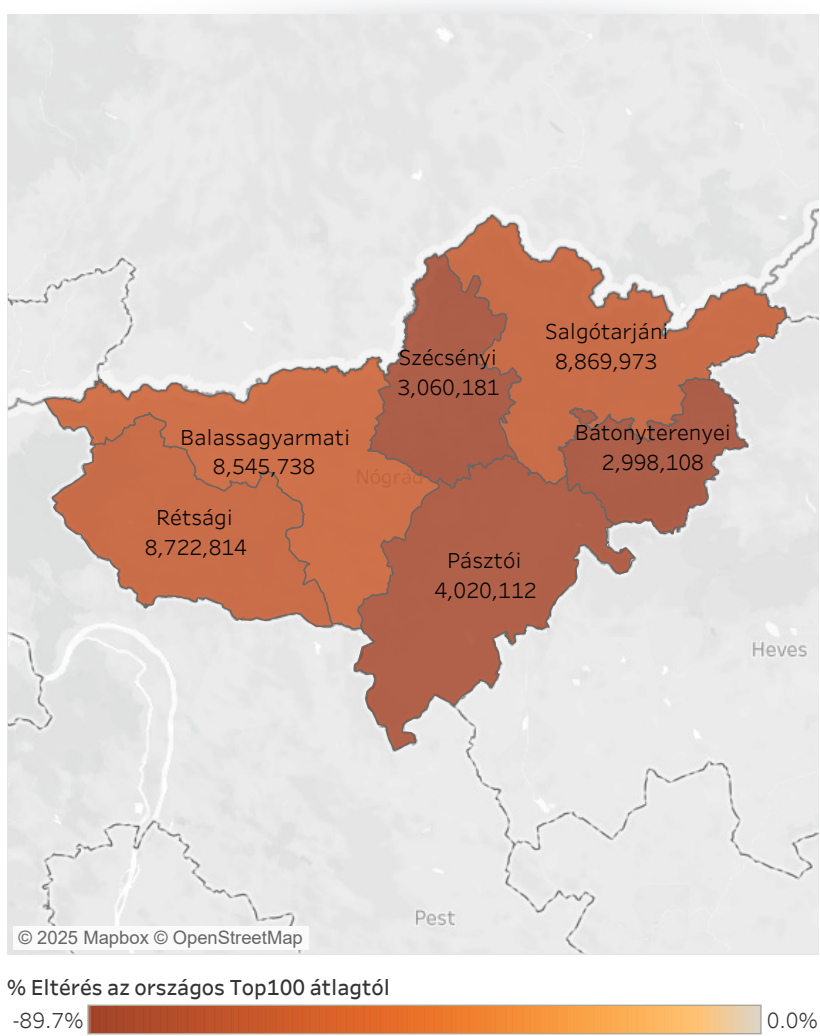 Salgótarjáni
8,869,973
Szécsényi
3,060,181
Balassagyarmati
8,545,738
Bátonyterenyei
2,998,108
Nógrád
Rétsági
8,722,814
Pásztói
4,020,112
Heves
Pest
© 2025 Mapbox © OpenStreetMap
% Eltérés az országos Top100 átlagtól
-89.7% 0.0%